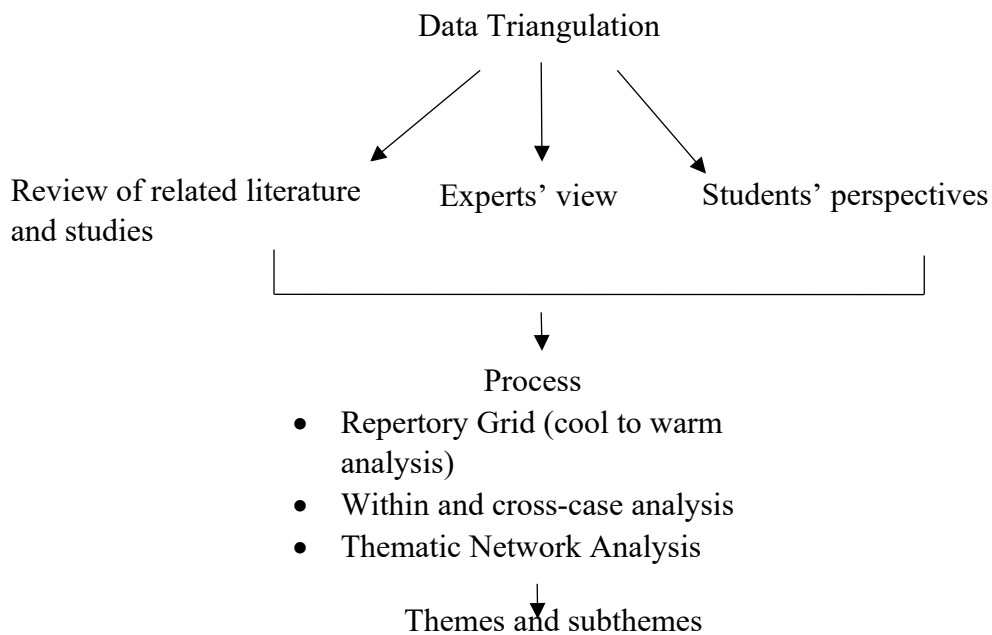 Data Triangulation
Review of related literature
and studies
Experts’ view
Students’ perspectives
Process
• Repertory Grid (cool to warm
analysis)
• Within and cross-case analysis
• Thematic Network Analysis
Themes and subthemes